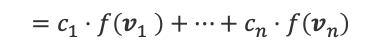 = c₁ · f(v₁) + ⋯ + cₙ · f(vₙ)